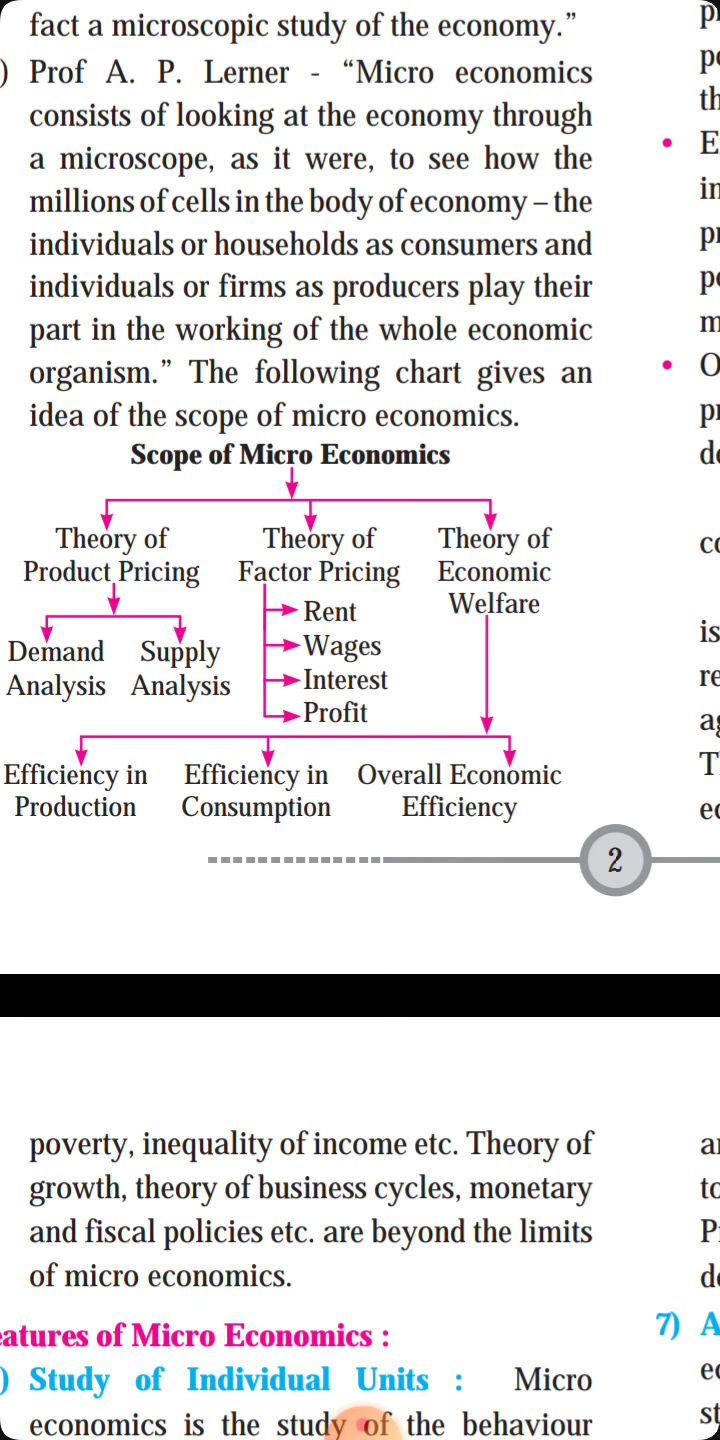 fact a microscopic study of the economy.”
) Prof A. P. Lerner - “Micro economics
consists of looking at the economy through
a microscope, as it were, to see how the
millions of cells in the body of economy – the
individuals or households as consumers and
individuals or firms as producers play their
part in the working of the whole economic
organism.” The following chart gives an
idea of the scope of micro economics.
Scope of Micro Economics
Theory of
Product Pricing
Theory of
Factor Pricing
Theory of
Economic
Welfare
Demand
Analysis
Supply
Analysis
Rent
Wages
Interest
Profit
Efficiency in
Production
Efficiency in
Consumption
Overall Economic
Efficiency
2
poverty, inequality of income etc. Theory of
growth, theory of business cycles, monetary
and fiscal policies etc. are beyond the limits
of micro economics.
eatures of Micro Economics :
) Study of Individual Units : Micro
economics is the study of the behaviour
7)